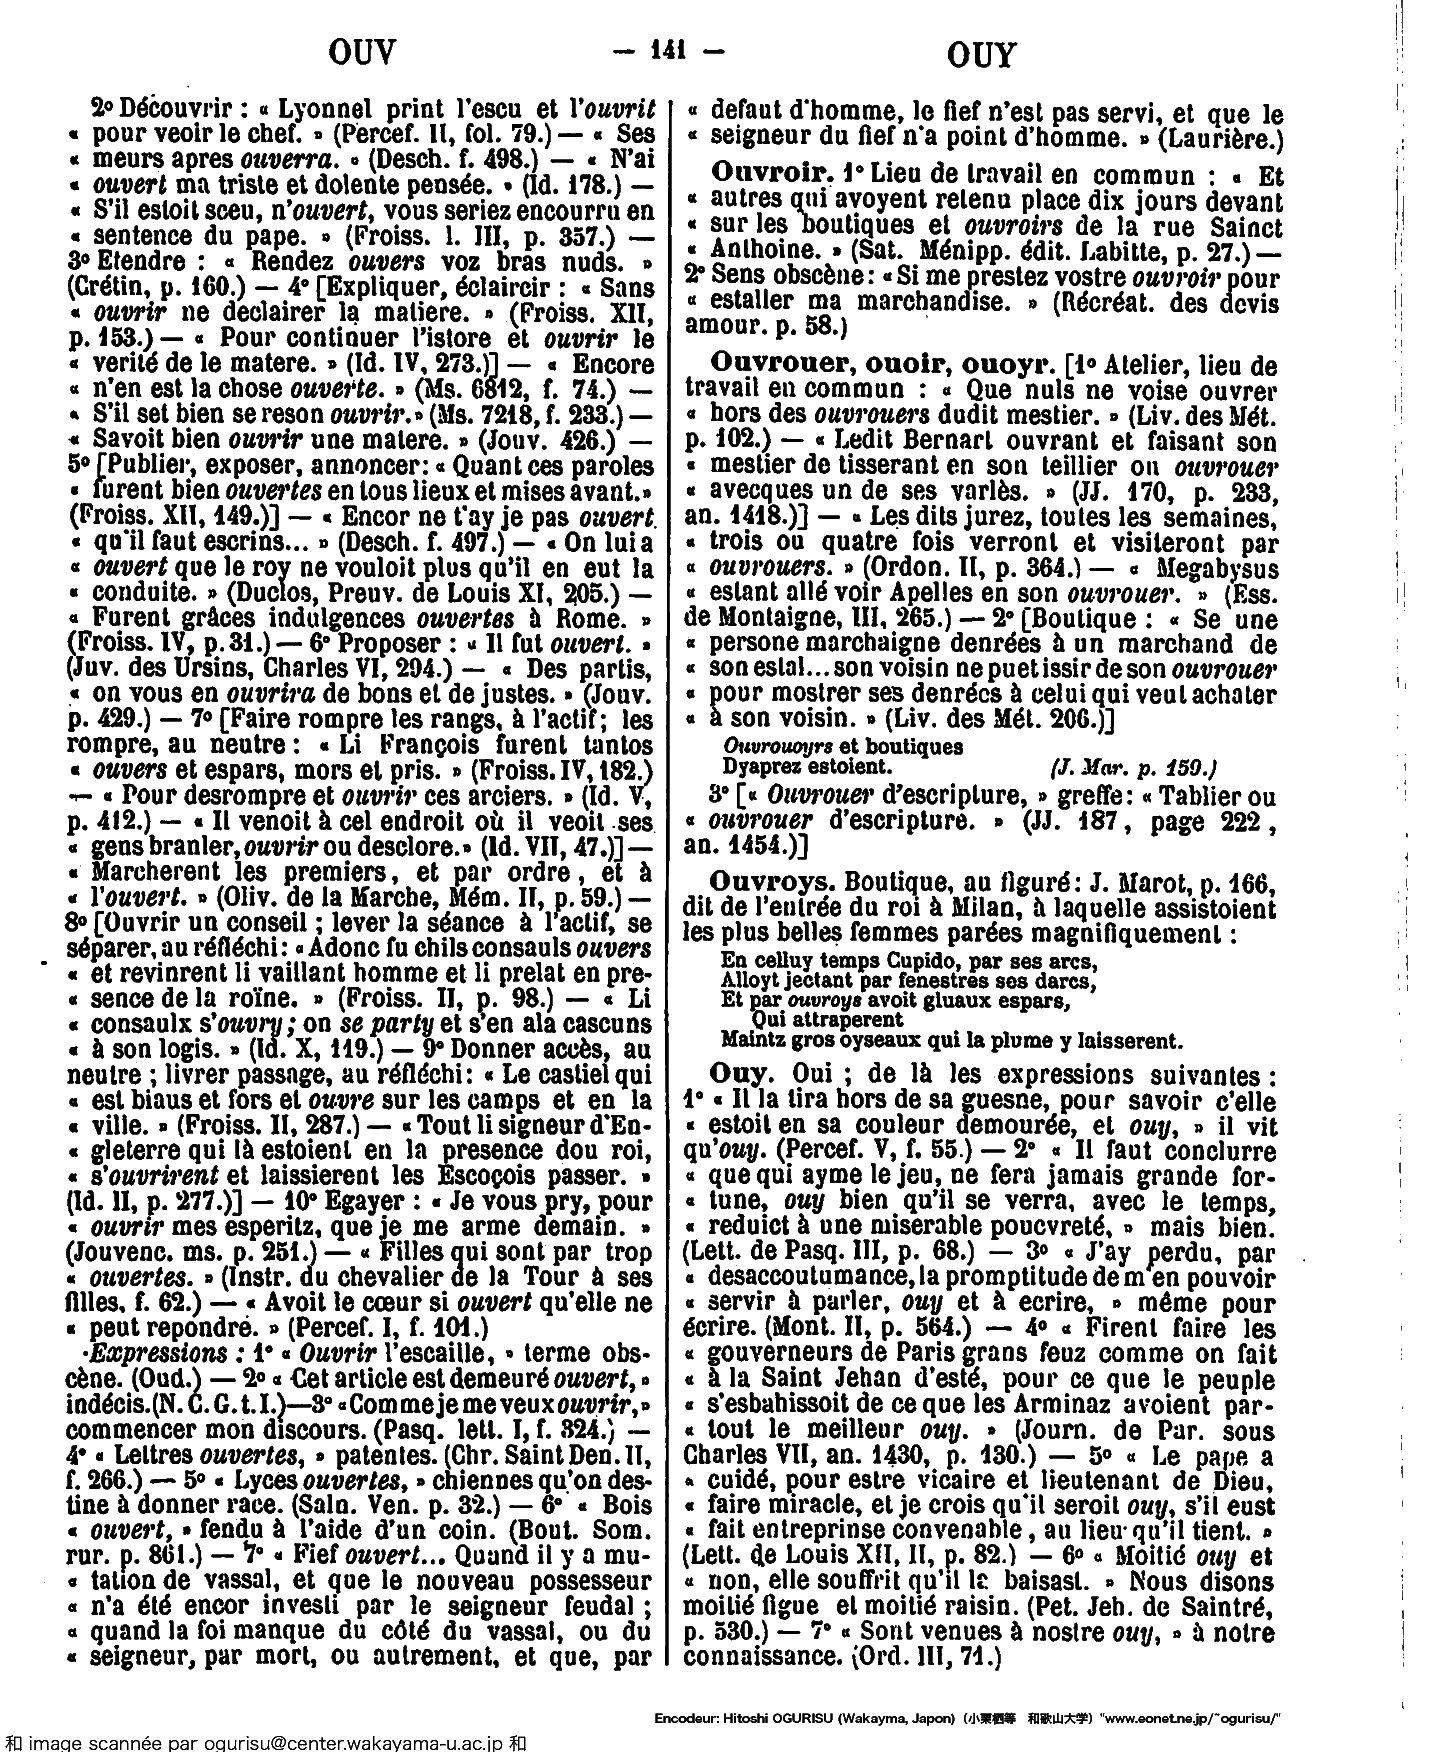 OUV
— 141 —
OUY
2º Découvrir : « Lyonnel print l'escu et l'ouvrit
« pour veoir le chef. » (Percef. II, fol. 79.) — « Ses
« meurs apres ouverra. » (Desch. f. 498.) — « N'ai
« ouvert ma triste et dolente pensée. » (Id. 178.) —
« S'il estoit sceu, n'ouvert, vous seriez encourru en
« sentence du pape. » (Froiss. l. III, p. 357.) —
3º Etendre : « Rendez ouvers voz bras nuds. »
(Crétin, p. 160.) — 4º [Expliquer, éclaircir : « Sans
« ouvrir ne declairer la matiere. » (Froiss. XII,
p. 153.) — « Pour continuer l'istore et ouvrir le
« verité de le matere. » (Id. IV, 273.)] — « Encore
« n'en est la chose ouverte. » (Ms. 6812, f. 74.) —
« S'il set bien se reson ouvrir. » (Ms. 7218, f. 233.) —
« Savoit bien ouvrir une matere. » (Jouv. 426.) —
5º [Publier, exposer, annoncer : « Quant ces paroles
« furent bien ouvertes en tous lieux et mises avant. »
(Froiss. XII, 149.)] — « Encor ne t'ay je pas ouvert
« qu'il faut escrins... » (Desch. f. 497.) — « On lui a
« ouvert que le roy ne vouloit plus qu'il en eut la
« conduite. » (Duclos, Preuv. de Louis XI, 205.) —
« Furent grâces indulgences ouvertes à Rome. »
(Froiss. IV, p. 31.) — 6º Proposer : « Il fut ouvert. »
(Juv. des Ursins, Charles VI, 294.) — « Des partis,
« on vous en ouvrira de bons et de justes. » (Jouv.
p. 429.) — 7º [Faire rompre les rangs, à l'actif ; les
rompre, au neutre : « Li François furent tantos
« ouvers et espars, mors et pris. » (Froiss. IV, 182.)
— « Pour desrompre et ouvrir ces arciers. » (Id. V,
p. 412.) — « Il venoit à cel endroit où il veoit ses
« gens branler, ouvrir ou desclore. » (Id. VII, 47.)] —
« Marcherent les premiers, et par ordre, et à
« l'ouvert. » (Oliv. de la Marche, Mém. II, p. 59.) —
8º [Ouvrir un conseil ; lever la séance à l'actif, se
séparer, au réfléchi : « Adonc fu chils consauls ouvers
« et revinrent li vaillant homme et li prelat en pre-
« sence de la roïne. » (Froiss. II, p. 98.) — « Li
« consaulx s'ouvry ; on se party et s'en ala cascuns
« à son logis. » (Id. X, 119.) — 9º Donner accès, au
neutre ; livrer passage, au réfléchi : « Le castiel qui
« est biaus et fors et ouvre sur les camps et en la
« ville. » (Froiss. II, 287.) — « Tout li signeur d'En-
« gleterre qui là estoient en la presence dou roi,
« s'ouvrirent et laissierent les Escoçois passer. »
(Id. II, p. 277.)] — 10º Egayer : « Je vous pry, pour
« ouvrir mes esperitz, que je me arme demain. »
(Jouvenc. ms. p. 251.) — « Filles qui sont par trop
« ouvertes. » (Instr. du chevalier de la Tour à ses
filles, f. 62.) — « Avoit le cœur si ouvert qu'elle ne
« peut repondre. » (Percef. I, f. 101.)
Expressions : 1º « Ouvrir l'escaille, » terme obs-
cène. (Oud.) — 2º « Cet article est demeuré ouvert, »
indécis. (N. C. G. t. I.) — 3º « Comme je me veux ouvrir, »
commencer mon discours. (Pasq. lett. I, f. 324.) —
4º « Lettres ouvertes, » patentes. (Chr. Saint Den. II,
f. 266.) — 5º « Lyces ouvertes, » chiennes qu'on des-
tine à donner race. (Saln. Ven. p. 32.) — 6º « Bois
« ouvert, » fendu à l'aide d'un coin. (Bout. Som.
rur. p. 861.) — 7º « Fief ouvert... Quand il y a mu-
« tation de vassal, et que le nouveau possesseur
« n'a été encor investi par le seigneur feudal ;
« quand la foi manque du côté du vassal, ou du
« seigneur, par mort, ou autrement, et que, par
« defaut d'homme, le fief n'est pas servi, et que le
« seigneur du fief n'a point d'homme. » (Laurière.)
Ouvroir. 1º Lieu de travail en commun : « Et
« autres qui avoyent retenu place dix jours devant
« sur les boutiques et ouvroirs de la rue Sainct
« Anthoine. » (Sat. Ménipp. édit. Labitte, p. 27.) —
2º Sens obscène : « Si me prestez vostre ouvroir pour
« estaller ma marchandise. » (Récréat. des devis
amour. p. 58.)
Ouvrouer, ouoir, ouoyr. [1º Atelier, lieu de
travail en commun : « Que nuls ne voise ouvrer
« hors des ouvrouers dudit mestier. » (Liv. des Mét.
p. 102.) — « Ledit Bernart ouvrant et faisant son
« mestier de tisserant en son teillier ou ouvrouer
« avecques un de ses varlès. » (JJ. 170, p. 233,
an. 1418.)] — « Les dits jurez, toutes les semaines,
« trois ou quatre fois verront et visiteront par
« ouvrouers. » (Ordon. II, p. 364.) — « Megabysus
« estant allé voir Apelles en son ouvrouer. » (Ess.
de Montaigne, III, 265.) — 2º [Boutique : « Se une
« persone marchaigne denrées à un marchand de
« son estal... son voisin ne puet issir de son ouvrouer
« pour mostrer ses denrées à celui qui veut achater
« à son voisin. » (Liv. des Mét. 206.)]
Ouvrouoyrs et boutiques
Dyaprez estoient. (J. Mar. p. 159.)
3º [« Ouvrouer d'escripture, » greffe : « Tablier ou
« ouvrouer d'escripture. » (JJ. 187, page 222,
an. 1454.)]
Ouvroys. Boutique, au figuré : J. Marot, p. 166,
dit de l'entrée du roi à Milan, à laquelle assistoient
les plus belles femmes parées magnifiquement :
En celluy temps Cupido, par ses arcs,
Alloyt jectant par fenestres ses darcs,
Et par ouvroys avoit gluaux espars,
Qui attraperent
Maintz gros oyseaux qui la plume y laisserent.
Ouy. Oui ; de là les expressions suivantes :
1º « Il la tira hors de sa guesne, pour savoir c'elle
« estoit en sa couleur demourée, et ouy, » il vit
qu'ouy. (Percef. V, f. 55.) — 2º « Il faut conclurre
« que qui ayme le jeu, ne fera jamais grande for-
« tune, ouy bien qu'il se verra, avec le temps,
« reduict à une miserable poucvreté, » mais bien.
(Lett. de Pasq. III, p. 68.) — 3º « J'ay perdu, par
« desaccoutumance, la promptitude de m'en pouvoir
« servir à parler, ouy et à ecrire, » même pour
écrire. (Mont. II, p. 564.) — 4º « Firent faire les
« gouverneurs de Paris grans feuz comme on fait
« à la Saint Jehan d'esté, pour ce que le peuple
« s'esbahissoit de ce que les Arminaz avoient par-
« tout le meilleur ouy. » (Journ. de Par. sous
Charles VII, an. 1430, p. 130.) — 5º « Le pape a
« cuidé, pour estre vicaire et lieutenant de Dieu,
« faire miracle, et je crois qu'il seroit ouy, s'il eust
« fait entreprinse convenable, au lieu qu'il tient. »
(Lett. de Louis XII, II, p. 82.) — 6º « Moitié ouy et
« non, elle souffrit qu'il la baisast. » Nous disons
moitié figue et moitié raisin. (Pet. Jeh. de Saintré,
p. 530.) — 7º « Sont venues à nostre ouy, » à notre
connaissance. (Ord. III, 71.)
Encodeur: Hitoshi OGURISU (Wakayma, Japon) (小栗栖等 和歌山大学) "www.eonet.ne.jp/~ogurisu/"
和 image scannée par ogurisu@center.wakayama-u.ac.jp 和